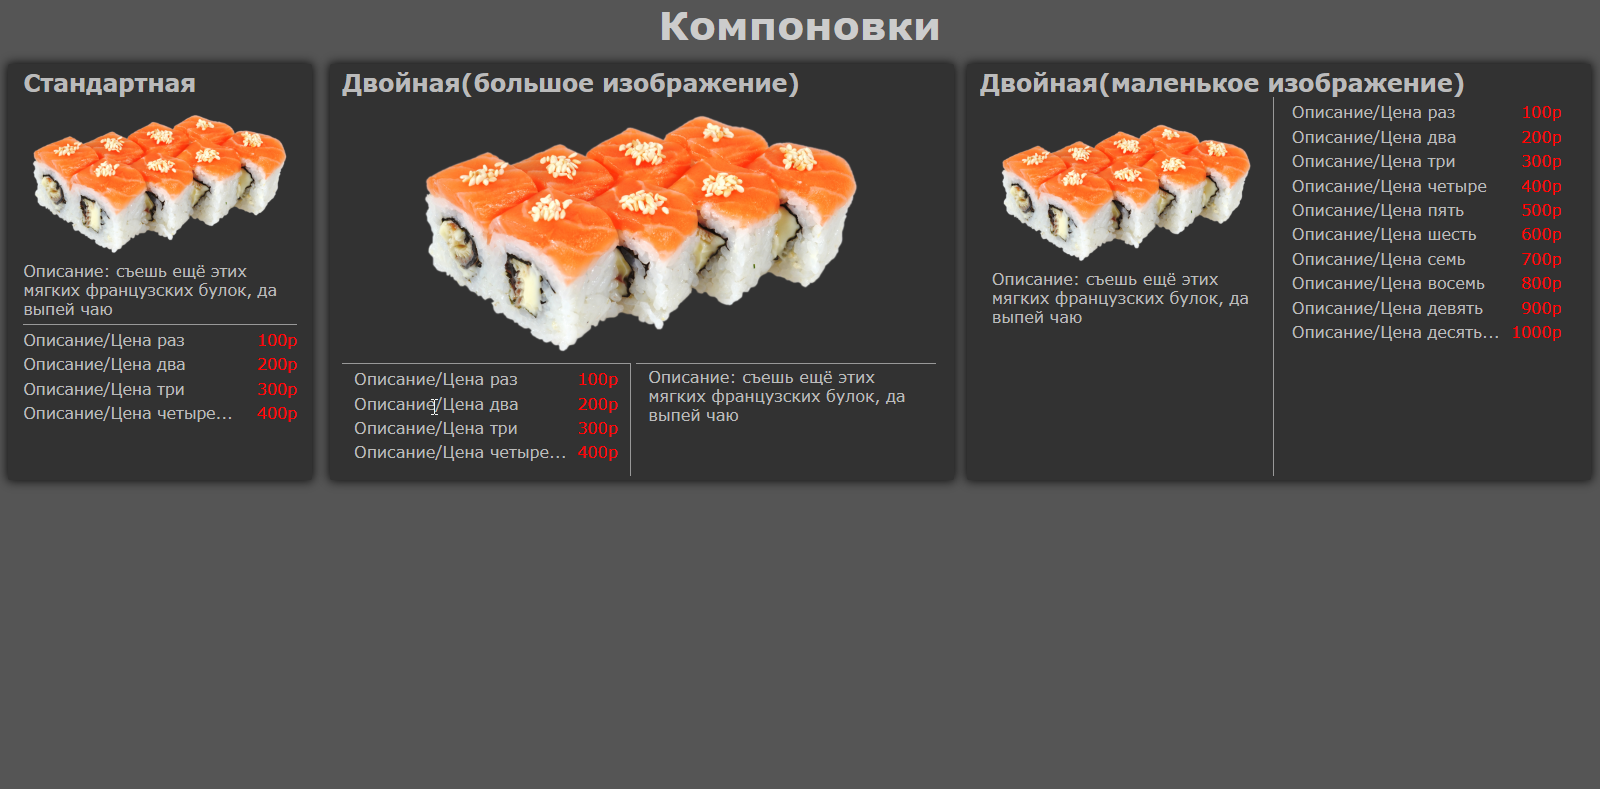 Компоновки
Стандартная
Описание: съешь ещё этих
мягких французских булок, да
выпей чаю
Описание/Цена раз 100р
Описание/Цена два 200р
Описание/Цена три 300р
Описание/Цена четыре... 400р
Двойная(большое изображение)
Описание/Цена раз 100р
Описание/Цена два 200р
Описание/Цена три 300р
Описание/Цена четыре... 400р
Описание: съешь ещё этих
мягких французских булок, да
выпей чаю
Двойная(маленькое изображение)
Описание: съешь ещё этих
мягких французских булок, да
выпей чаю
Описание/Цена раз 100р
Описание/Цена два 200р
Описание/Цена три 300р
Описание/Цена четыре 400р
Описание/Цена пять 500р
Описание/Цена шесть 600р
Описание/Цена семь 700р
Описание/Цена восемь 800р
Описание/Цена девять 900р
Описание/Цена десять... 1000р